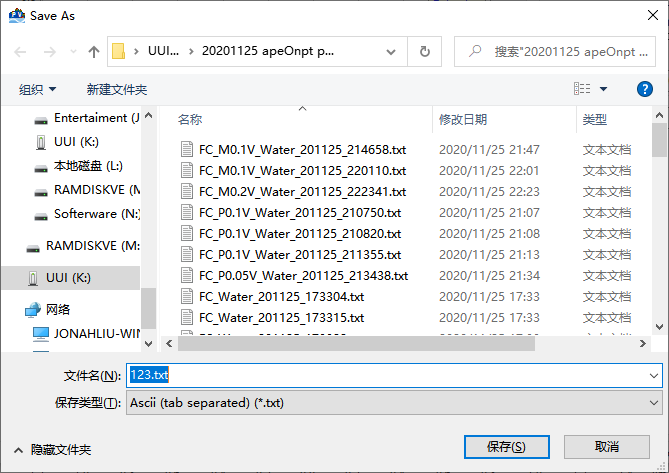 Save As
UUI... 20201125 apeOnpt p...
搜索"20201125 apeOnpt ...
组织 新建文件夹
Entertaiment (J
UUI (K:)
本地磁盘 (L:)
RAMDISKVE (M
Softerware (N:)
RAMDISKVE (M:
UUI (K:)
网络
JONAHLIU-WIN
名称 修改日期 类型
FC_M0.1V_Water_201125_214658.txt 2020/11/25 21:47 文本文档
FC_M0.1V_Water_201125_220110.txt 2020/11/25 22:01 文本文档
FC_M0.2V_Water_201125_222341.txt 2020/11/25 22:23 文本文档
FC_P0.1V_Water_201125_210750.txt 2020/11/25 21:07 文本文档
FC_P0.1V_Water_201125_210820.txt 2020/11/25 21:08 文本文档
FC_P0.1V_Water_201125_211355.txt 2020/11/25 21:13 文本文档
FC_P0.05V_Water_201125_213438.txt 2020/11/25 21:34 文本文档
FC_Water_201125_173304.txt 2020/11/25 17:33 文本文档
FC_Water_201125_173315.txt 2020/11/25 17:33 文本文档
文件名(N): 123.txt
保存类型(T): Ascii (tab separated) (*.txt)
隐藏文件夹 保存(S) 取消